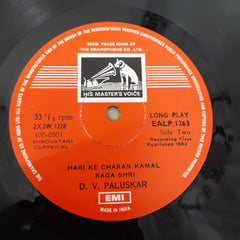 REGD. TRADE MARK OF
THE GRAMOPHONE CO. LTD.
HIS MASTER'S VOICE
33 1/3 rpm
2XJW.1228
(00-050)
HINDUSTANI
CLASSICAL
LONG PLAY
EALP.1263
Side Two
Recording First
Published 1962
HARI KE CHARAN KAMAL
RAGA SHRI
D. V. PALUSKAR
EMI
MADE IN INDIA